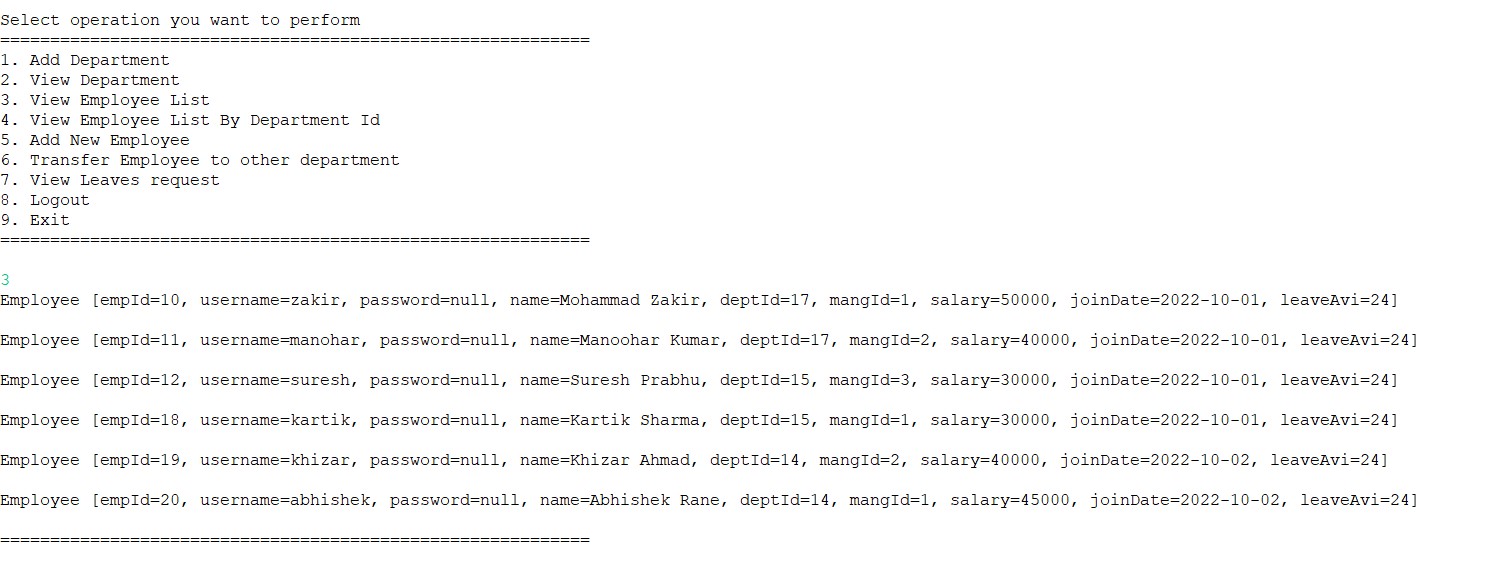 Select operation you want to perform
===========================================================
1. Add Department
2. View Department
3. View Employee List
4. View Employee List By Department Id
5. Add New Employee
6. Transfer Employee to other department
7. View Leaves request
8. Logout
9. Exit
===========================================================
3
Employee [empId=10, username=zakir, password=null, name=Mohammad Zakir, deptId=17, mangId=1, salary=50000, joinDate=2022-10-01, leaveAvi=24]
Employee [empId=11, username=manohar, password=null, name=Manoohar Kumar, deptId=17, mangId=2, salary=40000, joinDate=2022-10-01, leaveAvi=24]
Employee [empId=12, username=suresh, password=null, name=Suresh Prabhu, deptId=15, mangId=3, salary=30000, joinDate=2022-10-01, leaveAvi=24]
Employee [empId=18, username=kartik, password=null, name=Kartik Sharma, deptId=15, mangId=1, salary=30000, joinDate=2022-10-01, leaveAvi=24]
Employee [empId=19, username=khizar, password=null, name=Khizar Ahmad, deptId=14, mangId=2, salary=40000, joinDate=2022-10-02, leaveAvi=24]
Employee [empId=20, username=abhishek, password=null, name=Abhishek Rane, deptId=14, mangId=1, salary=45000, joinDate=2022-10-02, leaveAvi=24]
===========================================================